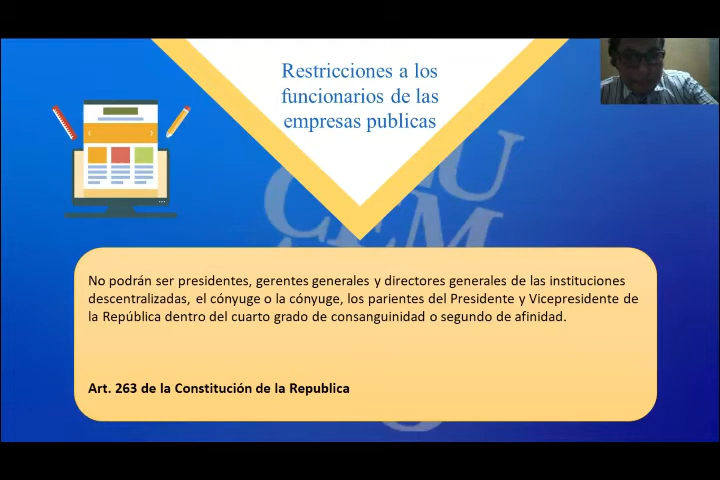 Restricciones a los
funcionarios de las
empresas publicas
No podrán ser presidentes, gerentes generales y directores generales de las instituciones
descentralizadas, el cónyuge o la cónyuge, los parientes del Presidente y Vicepresidente de
la República dentro del cuarto grado de consanguinidad o segundo de afinidad.
Art. 263 de la Constitución de la Republica